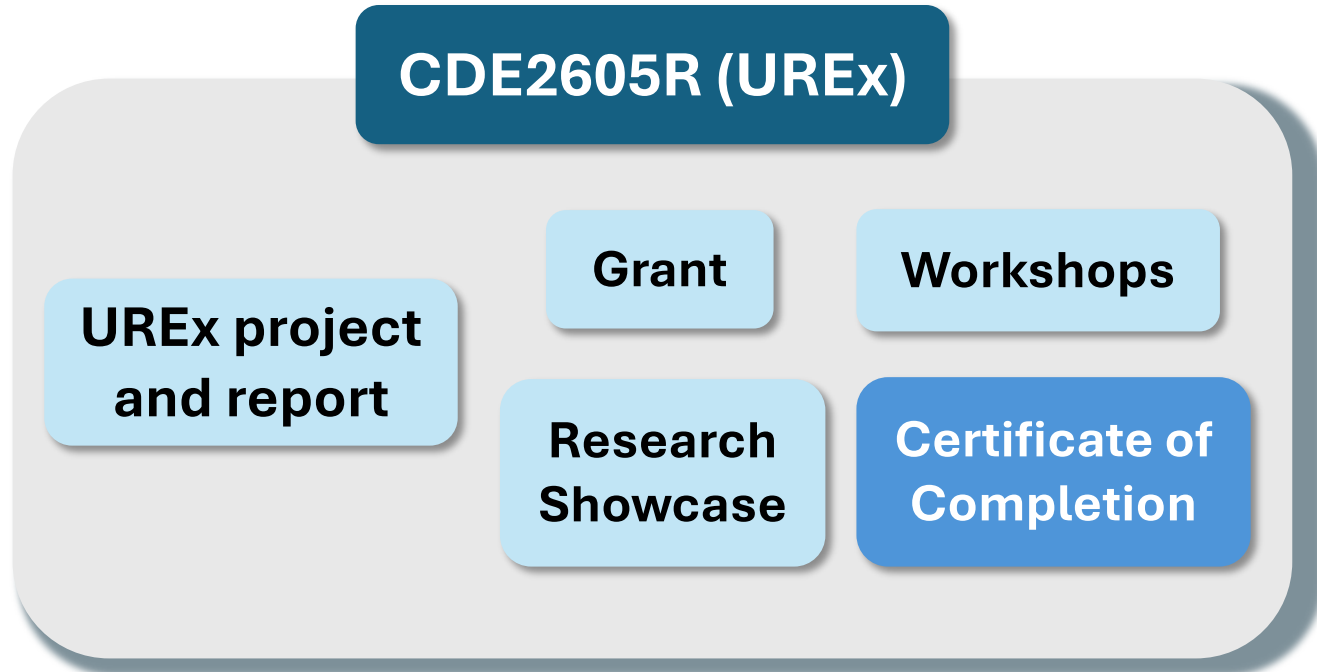 CDE2605R (UREx)
UREx project
and report
Grant
Workshops
Research
Showcase
Certificate of
Completion